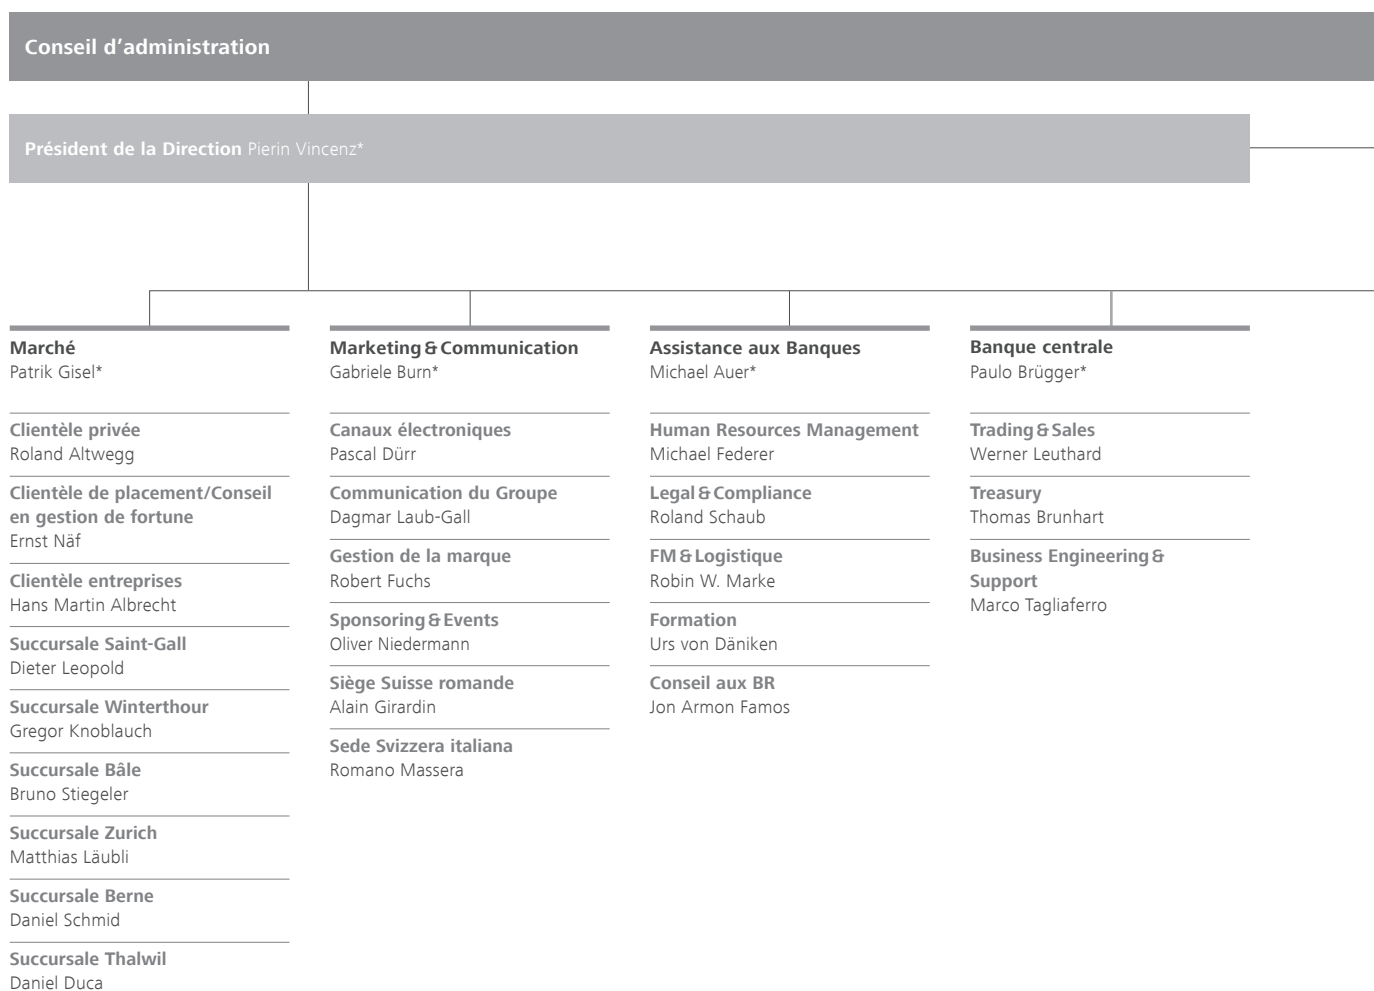 Conseil d’administration
Président de la Direction Pierin Vincenz*
Marché
Patrik Gisel*
Clientèle privée
Roland Altwegg
Clientèle de placement/Conseil
en gestion de fortune
Ernst Näf
Clientèle entreprises
Hans Martin Albrecht
Succursale Saint-Gall
Dieter Leopold
Succursale Winterthour
Gregor Knoblauch
Succursale Bâle
Bruno Stiegeler
Succursale Zurich
Matthias Läubli
Succursale Berne
Daniel Schmid
Succursale Thalwil
Daniel Duca
Marketing & Communication
Gabriele Burn*
Canaux électroniques
Pascal Dürr
Communication du Groupe
Dagmar Laub-Gall
Gestion de la marque
Robert Fuchs
Sponsoring & Events
Oliver Niedermann
Siège Suisse romande
Alain Girardin
Sede Svizzera italiana
Romano Massera
Assistance aux Banques
Michael Auer*
Human Resources Management
Michael Federer
Legal & Compliance
Roland Schaub
FM & Logistique
Robin W. Marke
Formation
Urs von Däniken
Conseil aux BR
Jon Armon Famos
Banque centrale
Paulo Brügger*
Trading & Sales
Werner Leuthard
Treasury
Thomas Brunhart
Business Engineering &
Support
Marco Tagliaferro